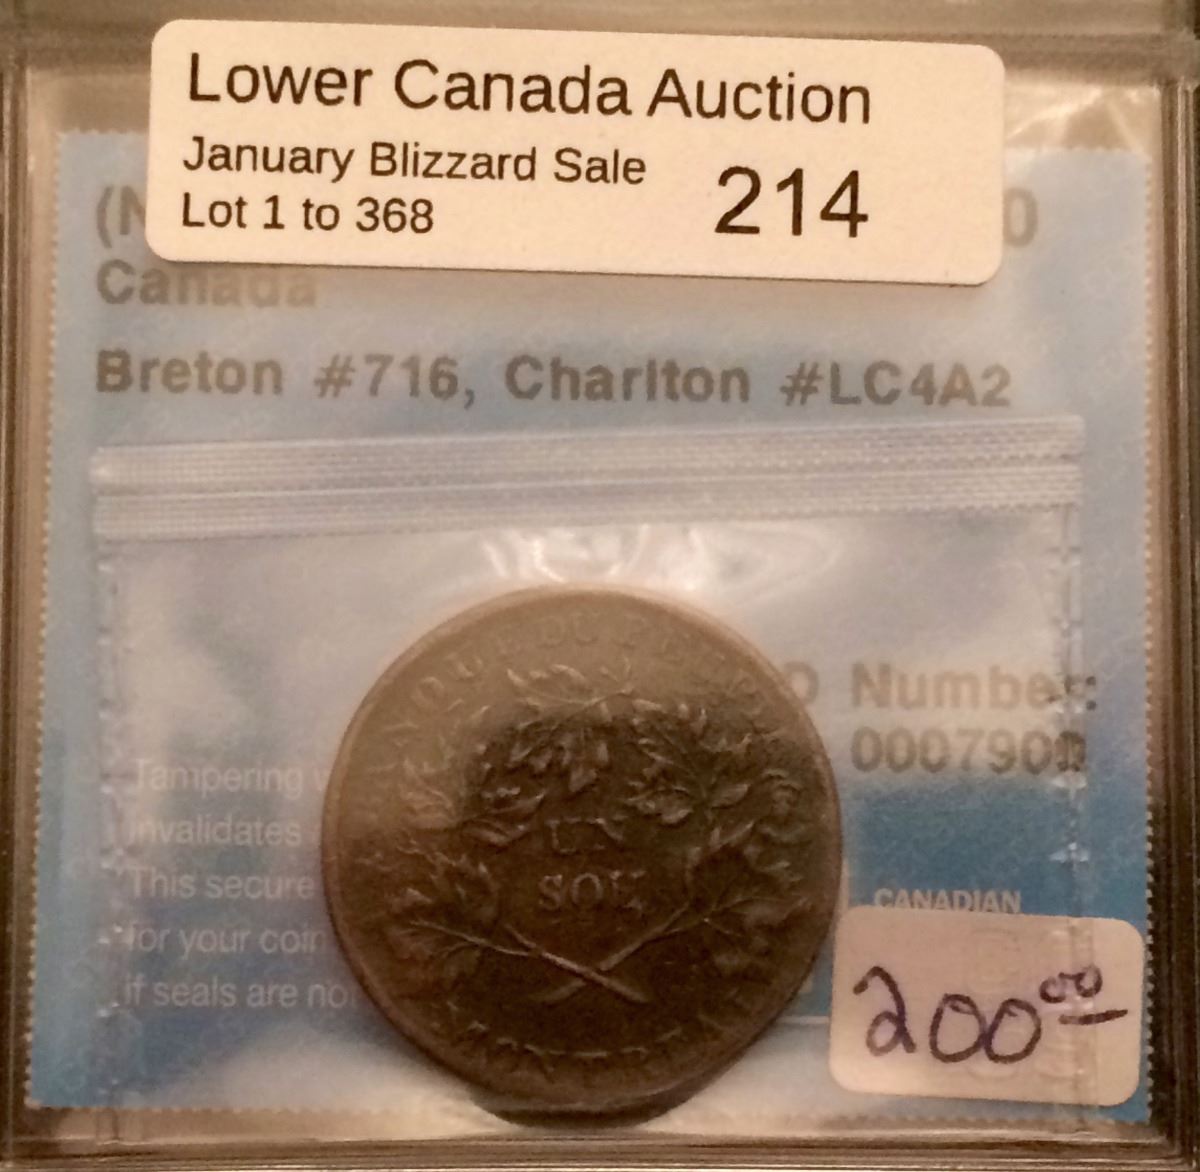 Lower Canada Auction
January Blizzard Sale
Lot 1 to 368
214
(N
0
Canada
Breton #716, Charlton #LC4A2
Number:
Tampering
invalidates
This secure
for your coin
if seals are not
CANADIAN
200.00
UN
SOU
MONTREAL